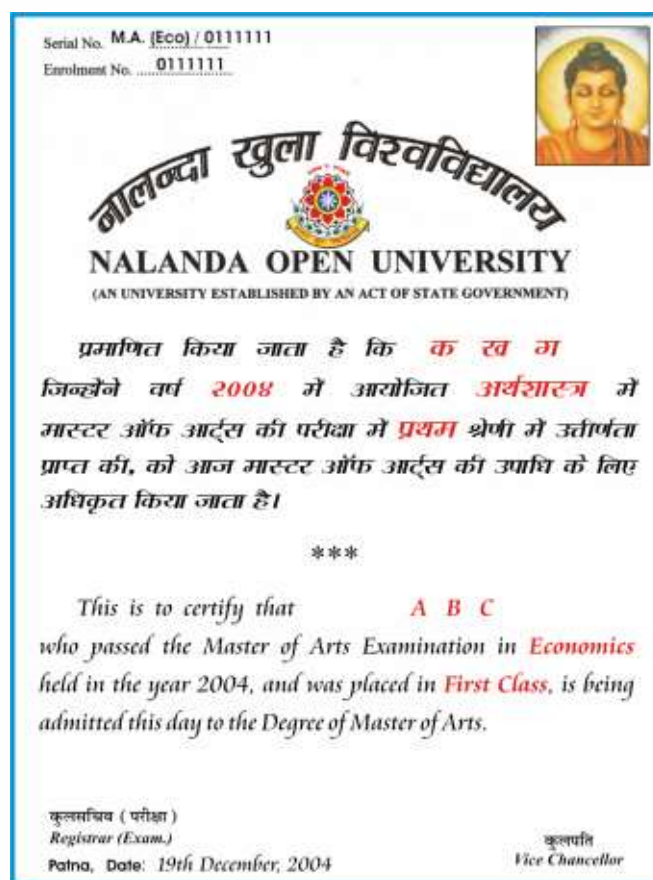 Serial No. M.A. (Eco) / 0111111
Enrolment No. ....0111111....
नालन्दा खुला विश्वविद्यालय
NALANDA OPEN UNIVERSITY
(AN UNIVERSITY ESTABLISHED BY AN ACT OF STATE GOVERNMENT)
प्रमाणित किया जाता है कि क ख ग
जिन्होंने वर्ष २००४ में आयोजित अर्थशास्त्र में
मास्टर ऑफ आर्ट्स की परीक्षा में प्रथम श्रेणी में उत्तीर्णता
प्राप्त की, को आज मास्टर ऑफ आर्ट्स की उपाधि के लिए
अधिकृत किया जाता है।
***
This is to certify that A B C
who passed the Master of Arts Examination in Economics
held in the year 2004, and was placed in First Class, is being
admitted this day to the Degree of Master of Arts.
कुलसचिव ( परीक्षा )
Registrar (Exam.)
Patna, Date: 19th December, 2004
कुलपति
Vice Chancellor